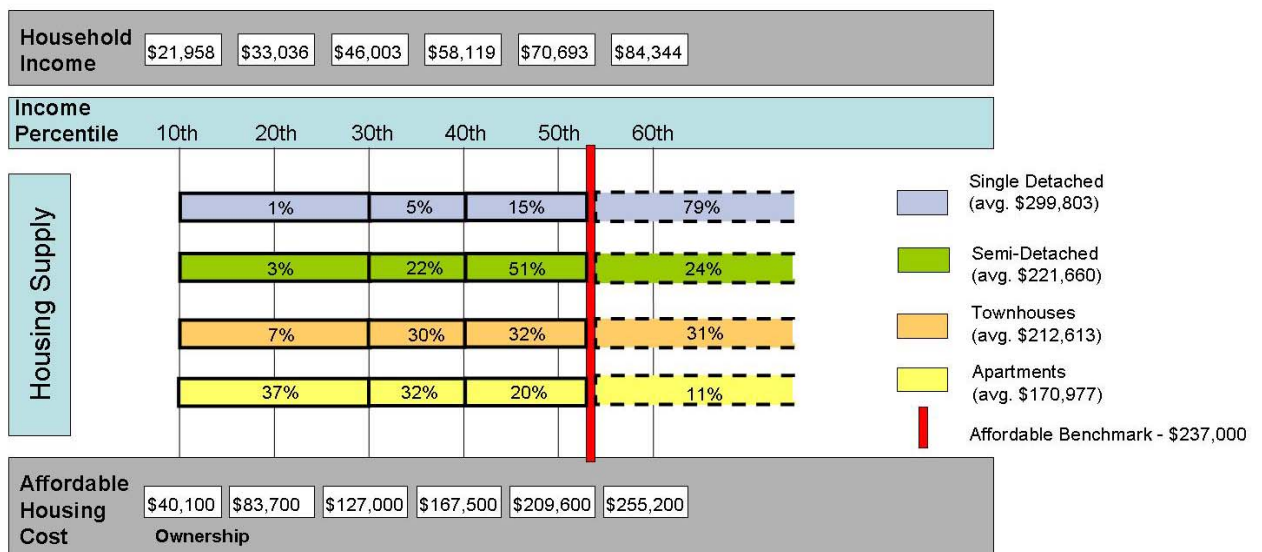 Household Income
$21,958 $33,036 $46,003 $58,119 $70,693 $84,344
Income Percentile
10th 20th 30th 40th 50th 60th
Housing Supply
1% 5% 15% 79%
3% 22% 51% 24%
7% 30% 32% 31%
37% 32% 20% 11%
Single Detached
(avg. $299,803)
Semi-Detached
(avg. $221,660)
Townhouses
(avg. $212,613)
Apartments
(avg. $170,977)
Affordable Benchmark - $237,000
Affordable
Housing
Cost
$40,100 $83,700 $127,000 $167,500 $209,600 $255,200
Ownership